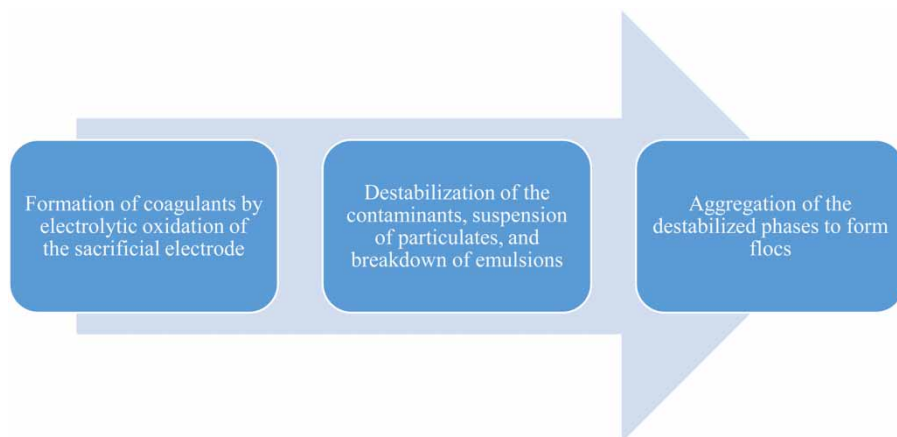 Formation of coagulants by
electrolytic oxidation of
the sacrificial electrode
Destabilization of the
contaminants, suspension
of particulates, and
breakdown of emulsions
Aggregation of the
destabilized phases to form
flocs